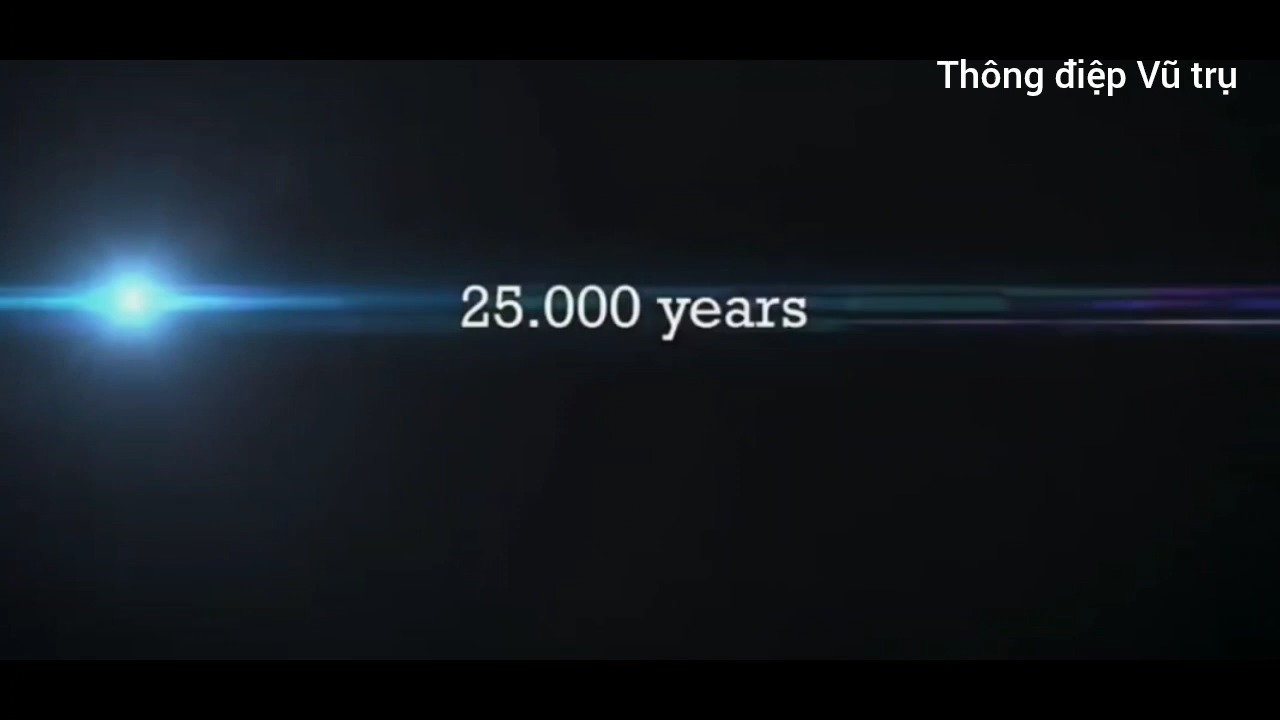 Thông điệp Vũ trụ
25.000 years